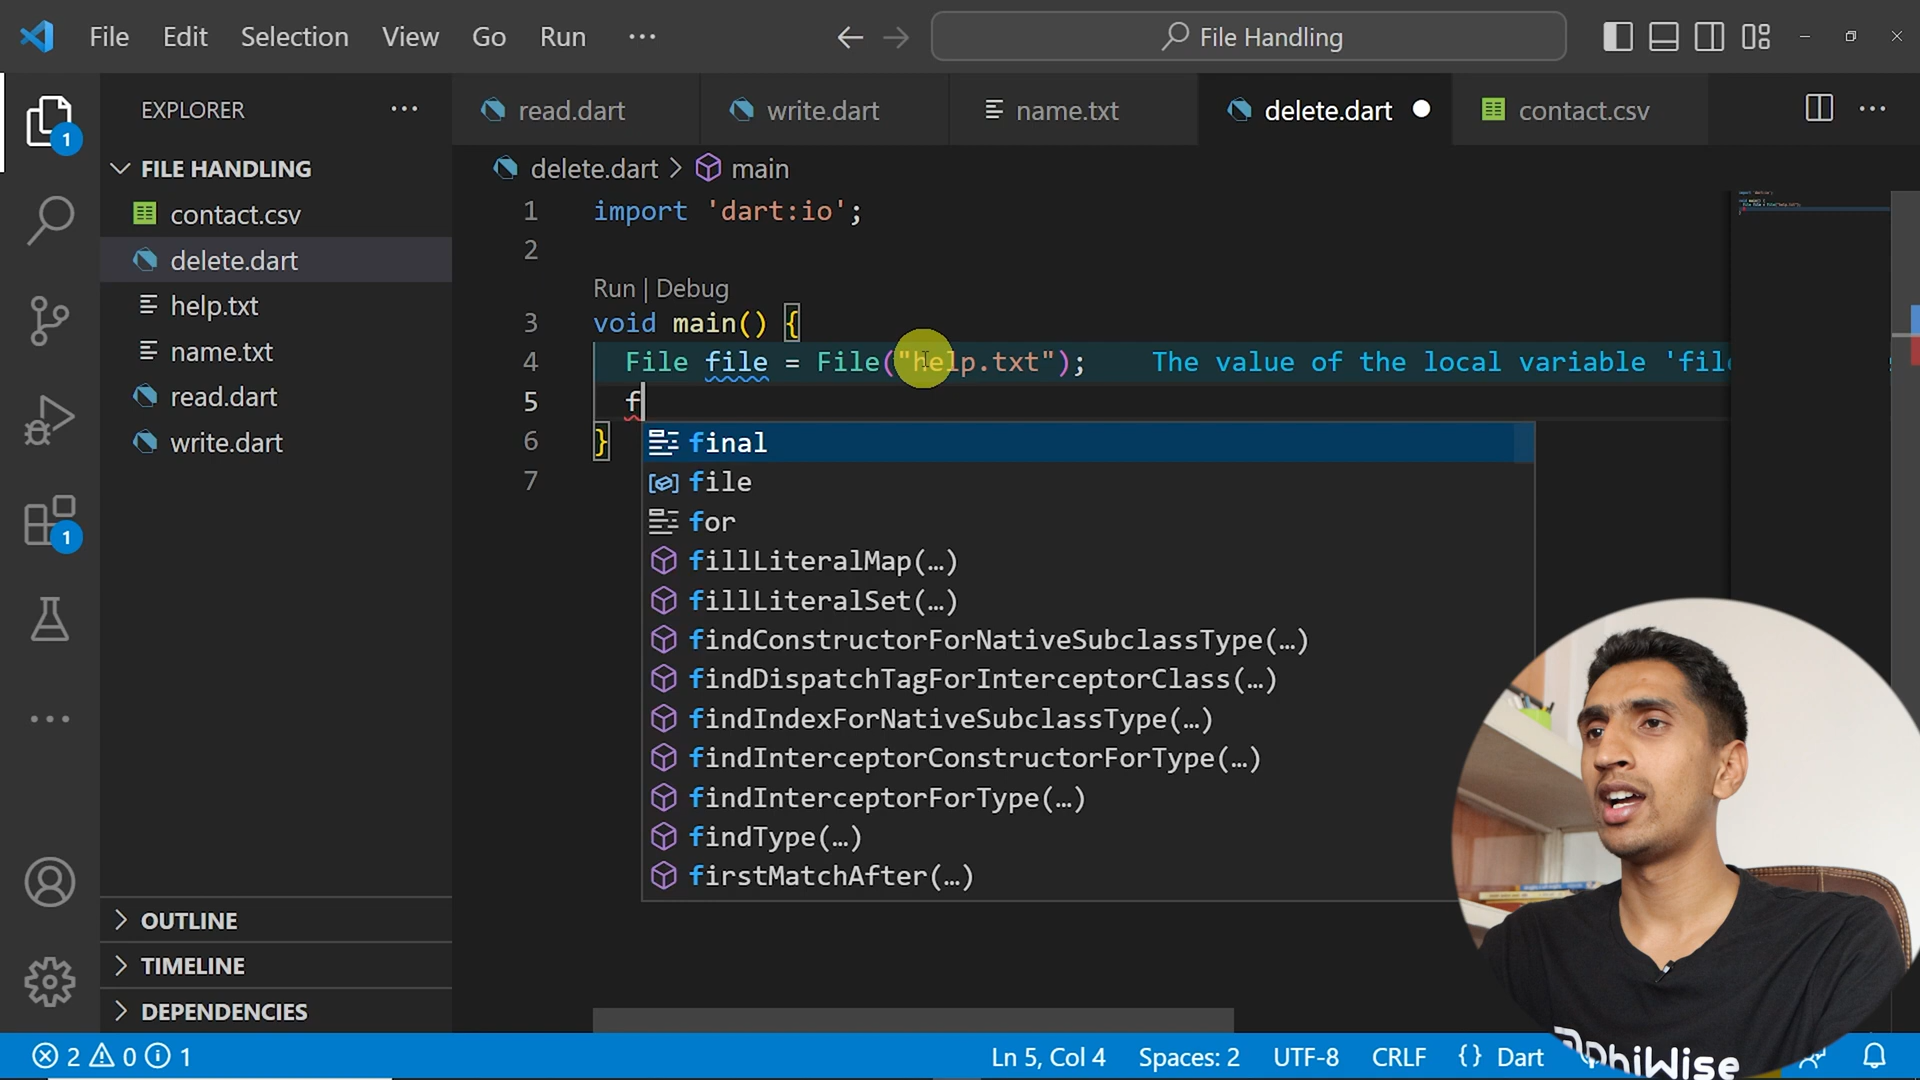 File Edit Selection View Go Run ··· File Handling
EXPLORER ···
1
FILE HANDLING
contact.csv
delete.dart
help.txt
name.txt
read.dart
write.dart
1
OUTLINE
TIMELINE
DEPENDENCIES
read.dart write.dart name.txt delete.dart contact.csv ···
delete.dart > main
1 import 'dart:io';
2
Run | Debug
3 void main() {
4 File file = File("help.txt"); The value of the local variable 'file
5 f
6 }
7
final
file
for
fillLiteralMap(…)
fillLiteralSet(…)
findConstructorForNativeSubclassType(…)
findDispatchTagForInterceptorClass(…)
findIndexForNativeSubclassType(…)
findInterceptorConstructorForType(…)
findInterceptorForType(…)
findType(…)
firstMatchAfter(…)
PhiWise
2 0 1 Ln 5, Col 4 Spaces: 2 UTF-8 CRLF {} Dart